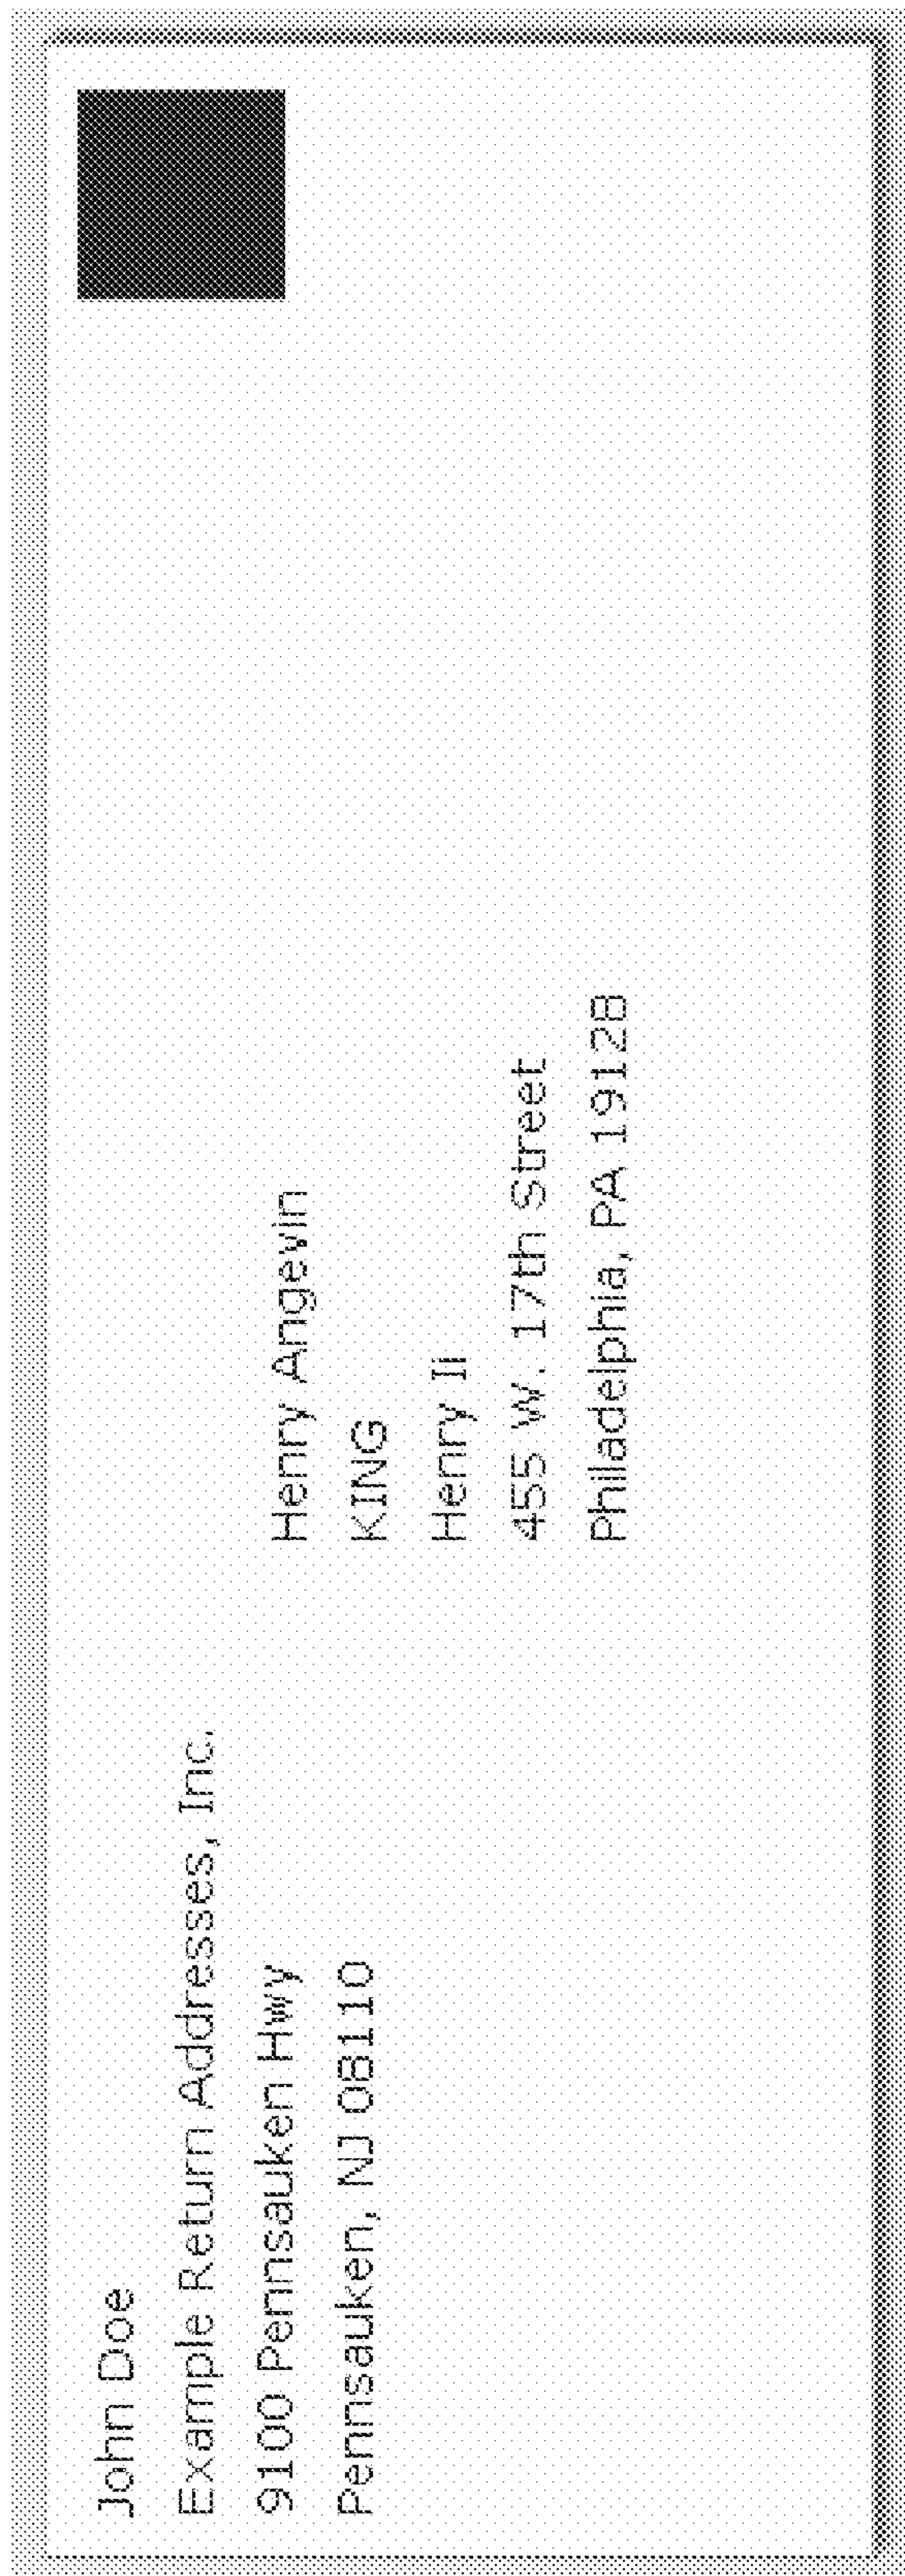 John Doe
Example Return Addresses, Inc.
9100 Pennsauken Hwy
Pennsauken, NJ 08110
Henry Angevin
KING
Henry Ii
455 W. 17th Street
Philadelphia, PA 19128